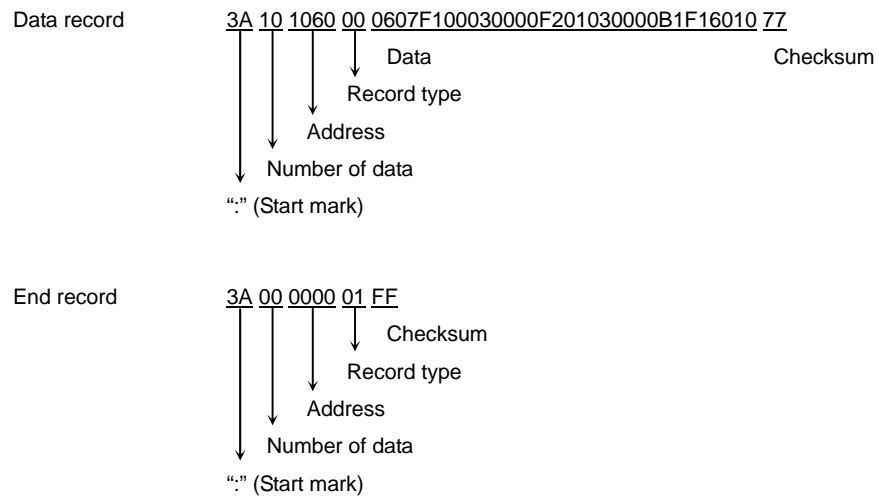 Data record 3A 10 1060 00 0607F100030000F201030000B1F16010 77
Data Checksum
Record type
Address
Number of data
“:” (Start mark)
End record 3A 00 0000 01 FF
Checksum
Record type
Address
Number of data
“:” (Start mark)